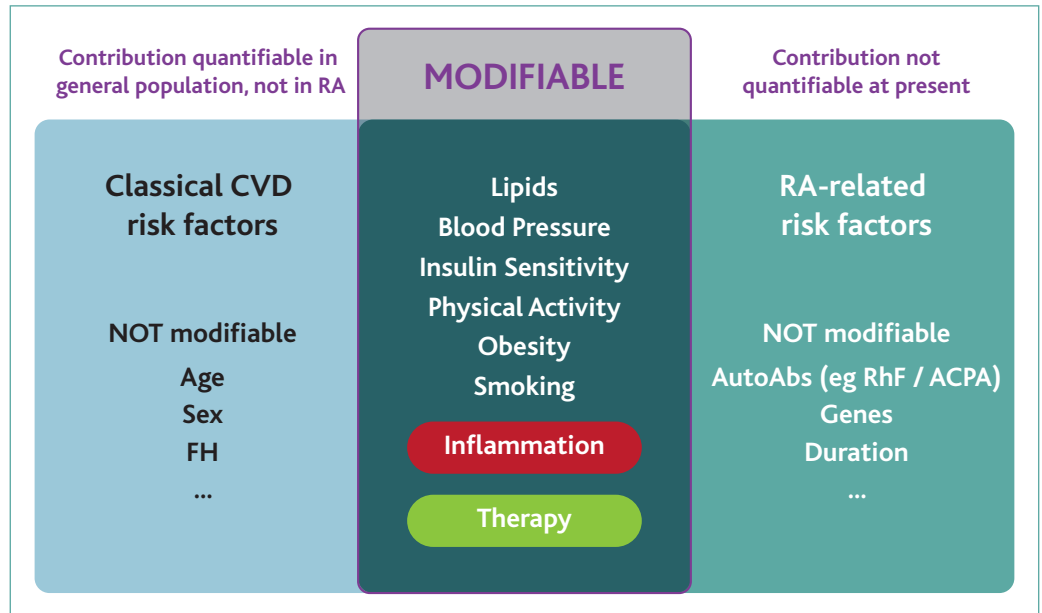 Contribution quantifiable in
general population, not in RA
Classical CVD
risk factors
NOT modifiable
Age
Sex
FH
...
MODIFIABLE
Lipids
Blood Pressure
Insulin Sensitivity
Physical Activity
Obesity
Smoking
Inflammation
Therapy
Contribution not
quantifiable at present
RA-related
risk factors
NOT modifiable
AutoAbs (eg RhF / ACPA)
Genes
Duration
...